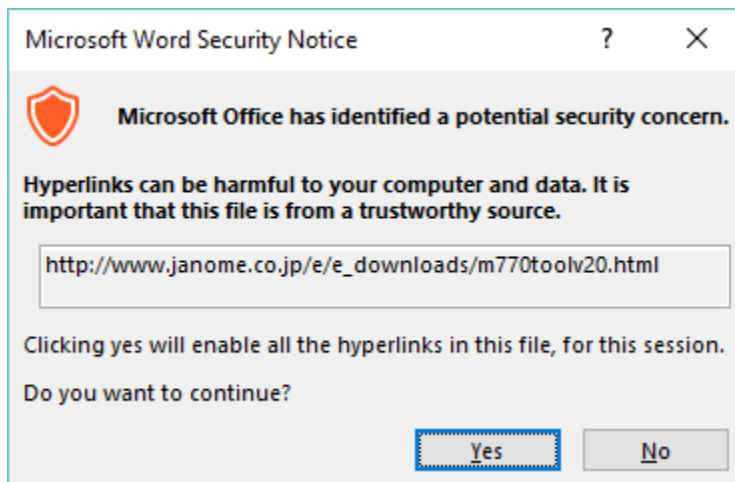 Microsoft Word Security Notice
Microsoft Office has identified a potential security concern.
Hyperlinks can be harmful to your computer and data. It is
important that this file is from a trustworthy source.
http://www.janome.co.jp/e/e_downloads/m770toolv20.html
Clicking yes will enable all the hyperlinks in this file, for this session.
Do you want to continue?
Yes No